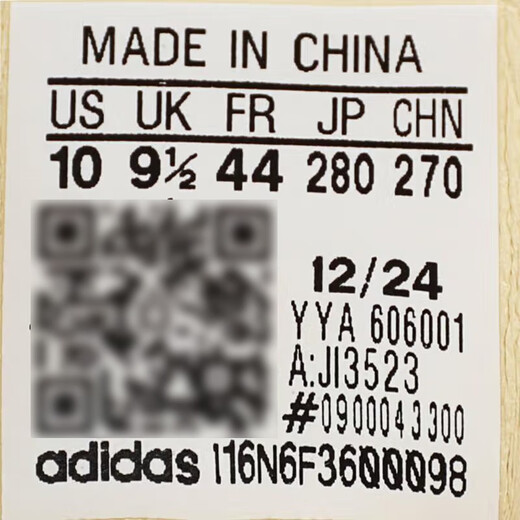 MADE IN CHINA
US UK FR JP CHN
10 9½ 44 280 270
12/24
YYA 606001
A:JI3523
#0900043300
adidas I16N6F36000098